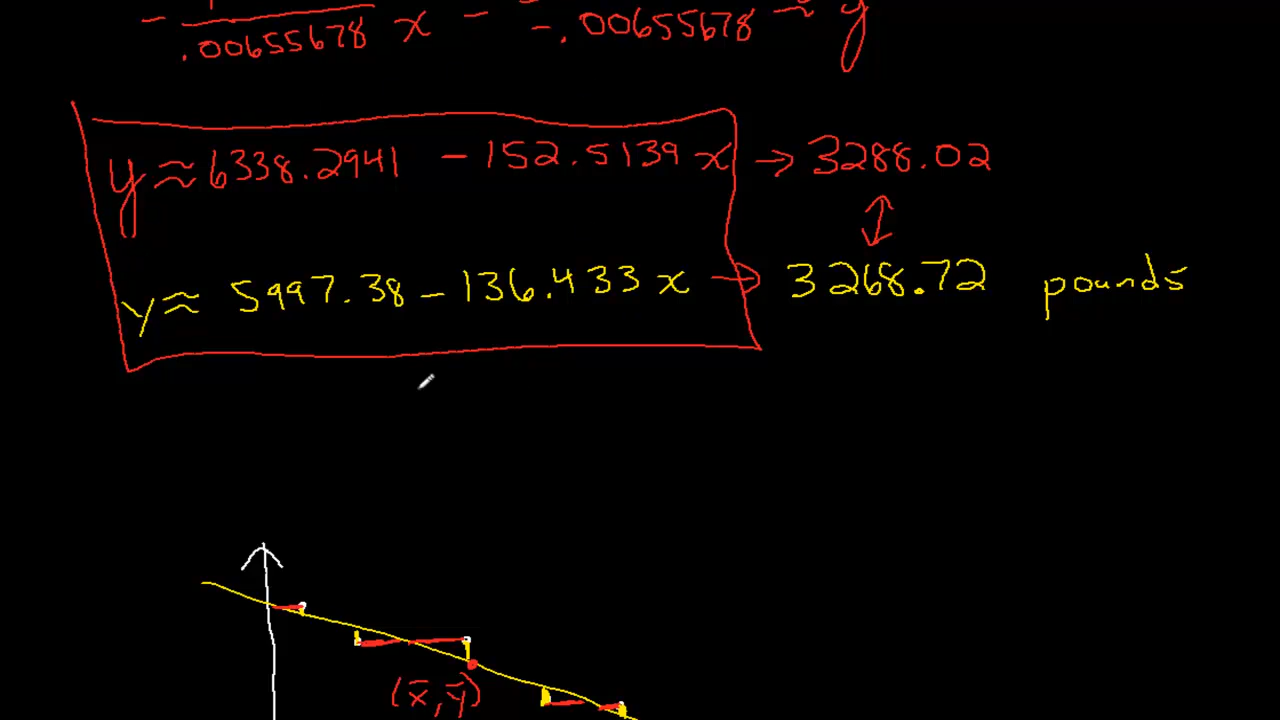 - .00655678 x - -.00655678 ≈ y
y ≈ 6338.2941 - 152.5139 x → 3288.02
y ≈ 5997.38 - 136.433 x → 3268.72 pounds
(x̄, ȳ)